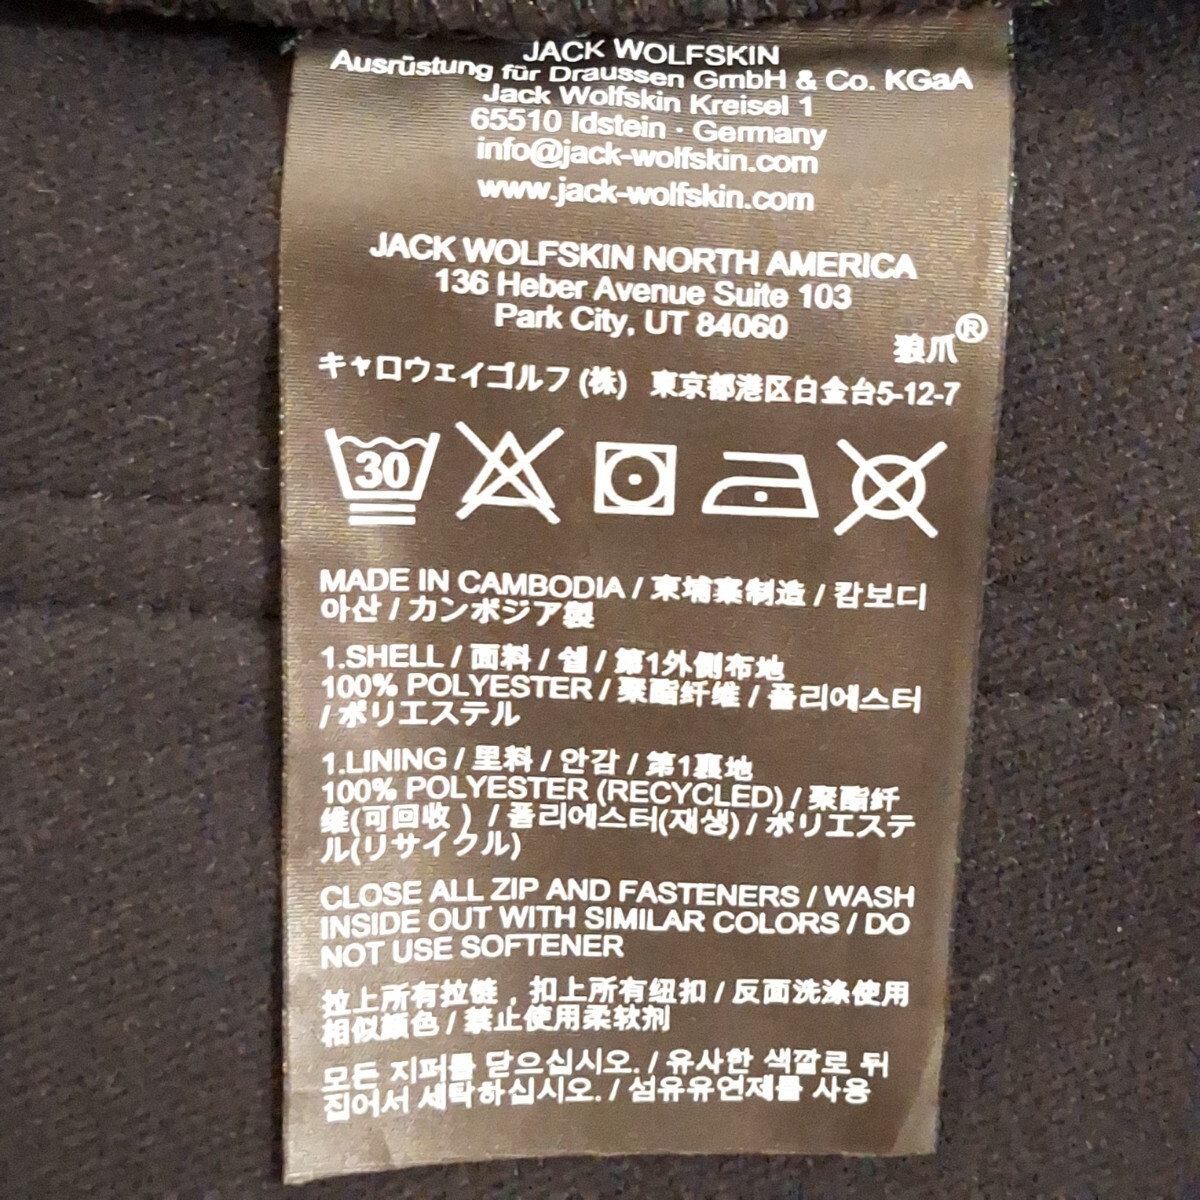 JACK WOLFSKIN
Ausrüstung für Draussen GmbH & Co. KGaA
Jack Wolfskin Kreisel 1
65510 Idstein · Germany
info@jack-wolfskin.com
www.jack-wolfskin.com
JACK WOLFSKIN NORTH AMERICA
136 Heber Avenue Suite 103
Park City, UT 84060
狼爪®
キャロウェイゴルフ (株) 東京都港区白金台5-12-7
30
MADE IN CAMBODIA / 柬埔寨制造 / 캄보디
아산 / カンボジア製
1.SHELL / 面料 / 쉘 / 第1外側布地
100% POLYESTER / 聚酯纤维 / 폴리에스터
/ ポリエステル
1.LINING / 里料 / 안감 / 第1裏地
100% POLYESTER (RECYCLED) / 聚酯纤
维(可回收) / 폴리에스터(재생) / ポリエステ
ル(リサイクル)
CLOSE ALL ZIP AND FASTENERS / WASH
INSIDE OUT WITH SIMILAR COLORS / DO
NOT USE SOFTENER
拉上所有拉链，扣上所有纽扣 / 反面洗涤使用
相似顏色 / 禁止使用柔软剂
모든 지퍼를 닫으십시오. / 유사한 색깔로 뒤
집어서 세탁하십시오. / 섬유유연제를 사용